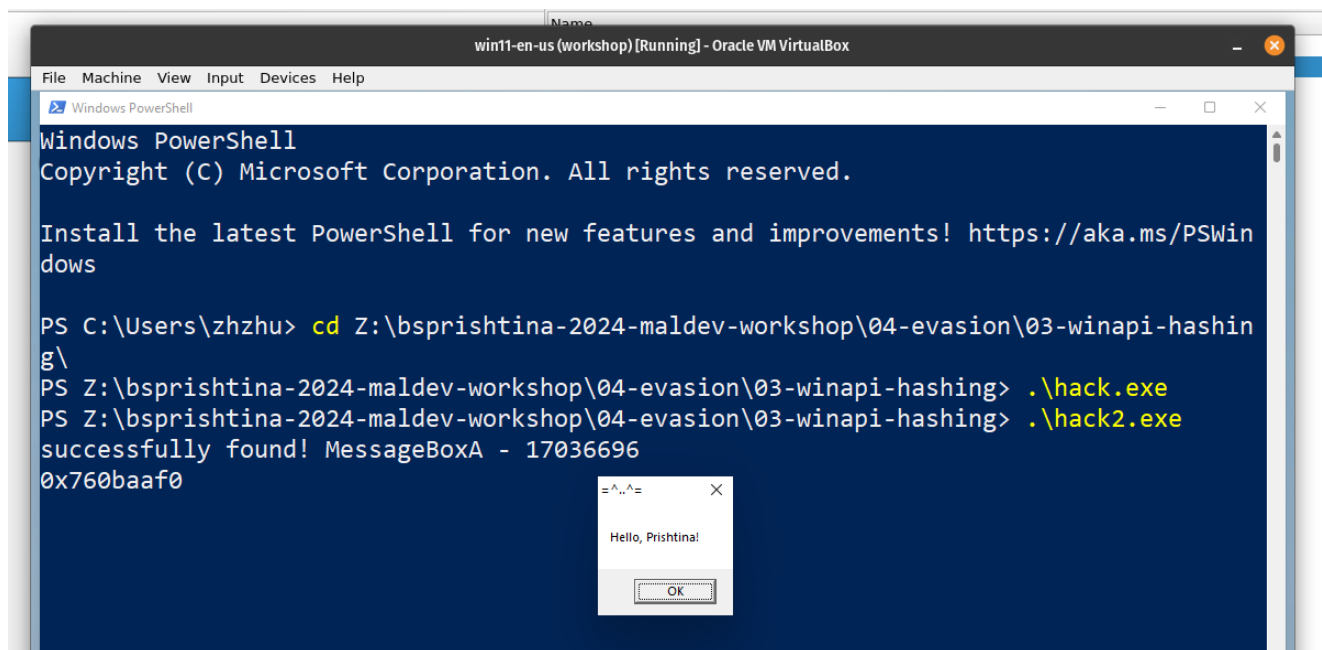 Name
win11-en-us (workshop) [Running] - Oracle VM VirtualBox
File Machine View Input Devices Help
Windows PowerShell
Windows PowerShell
Copyright (C) Microsoft Corporation. All rights reserved.
Install the latest PowerShell for new features and improvements! https://aka.ms/PSWin
dows
PS C:\Users\zhzhu> cd Z:\bsprishtina-2024-maldev-workshop\04-evasion\03-winapi-hashin
g\
PS Z:\bsprishtina-2024-maldev-workshop\04-evasion\03-winapi-hashing> .\hack.exe
PS Z:\bsprishtina-2024-maldev-workshop\04-evasion\03-winapi-hashing> .\hack2.exe
successfully found! MessageBoxA - 17036696
0x760baaf0
=^..^=
Hello, Prishtina!
OK